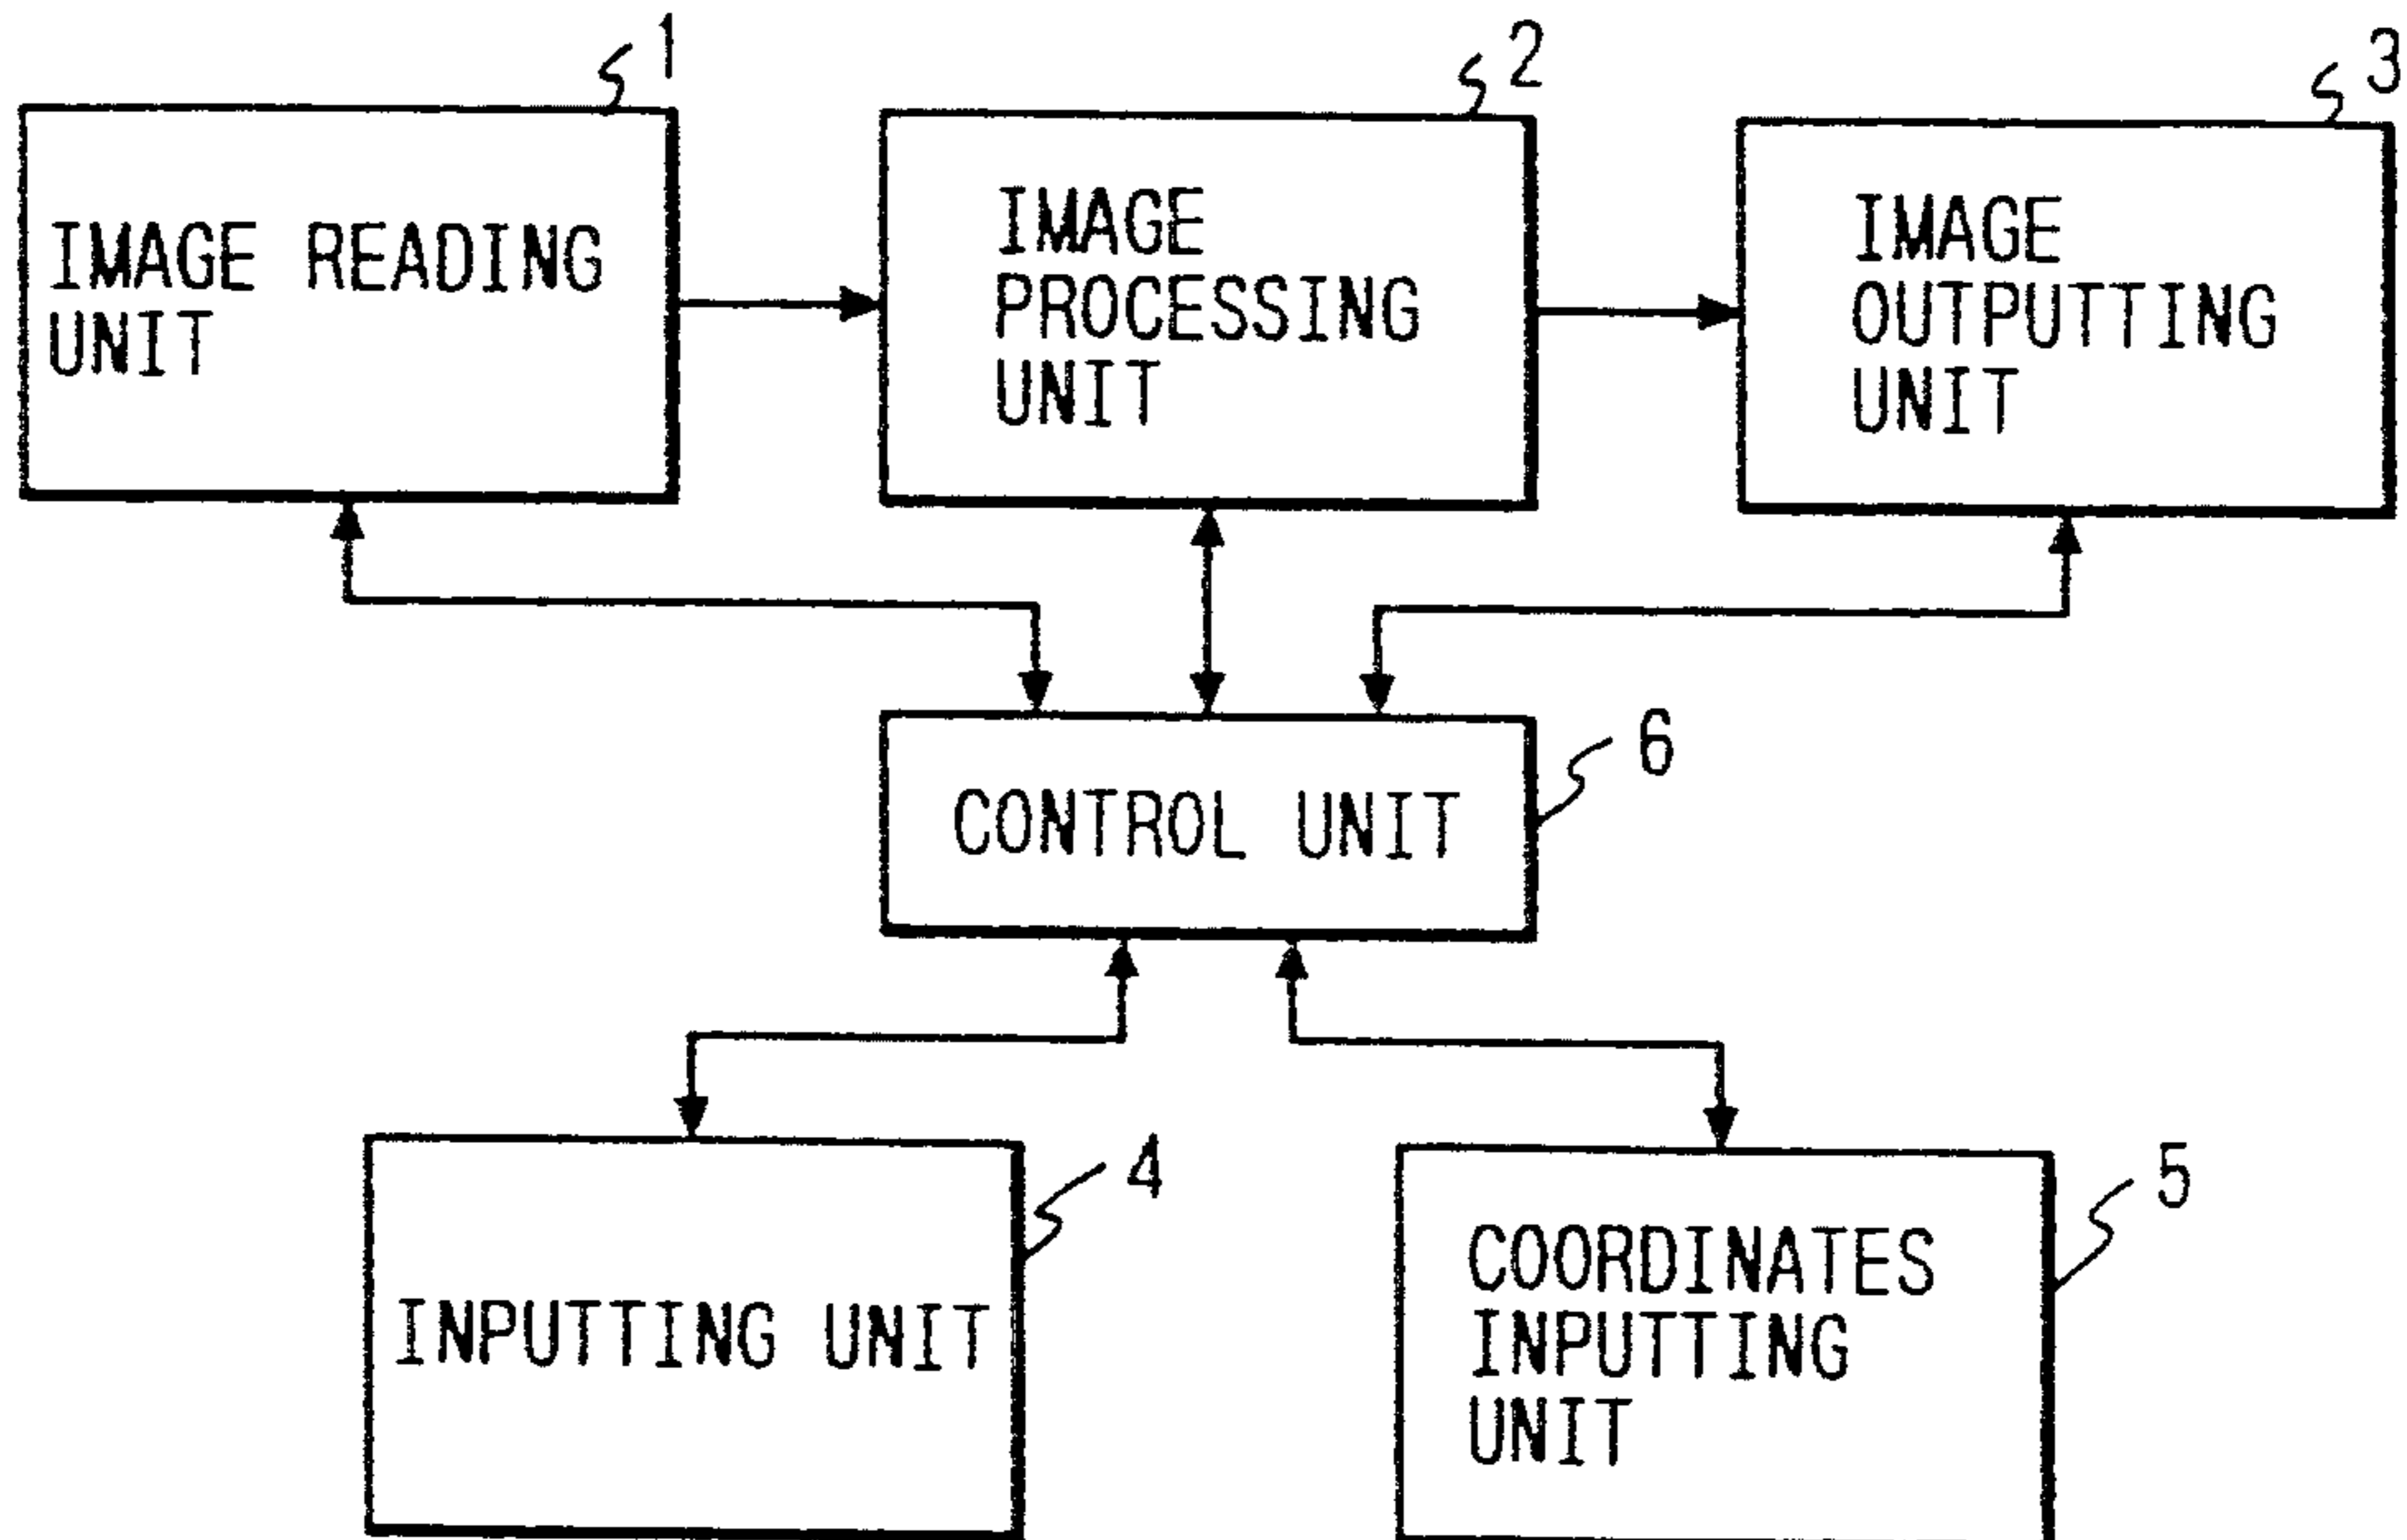 1
2
3
IMAGE READING
UNIT
IMAGE
PROCESSING
UNIT
IMAGE
OUTPUTTING
UNIT
6
CONTROL UNIT
4
INPUTTING UNIT
5
COORDINATES
INPUTTING
UNIT